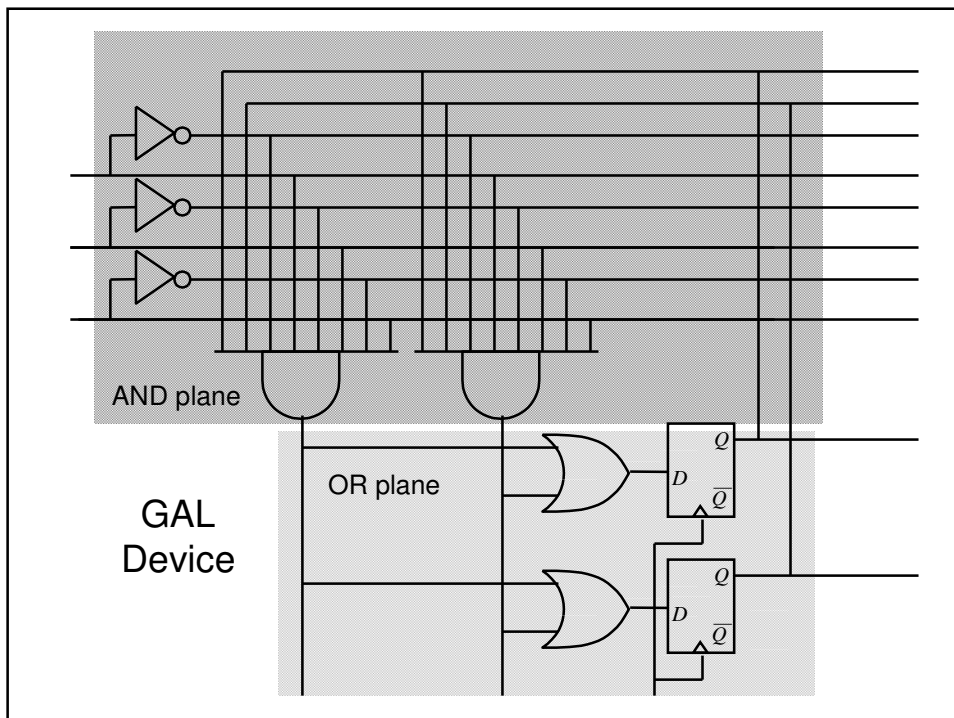 AND plane
OR plane
GAL
Device
Q
D
Q̅
Q
D
Q̅